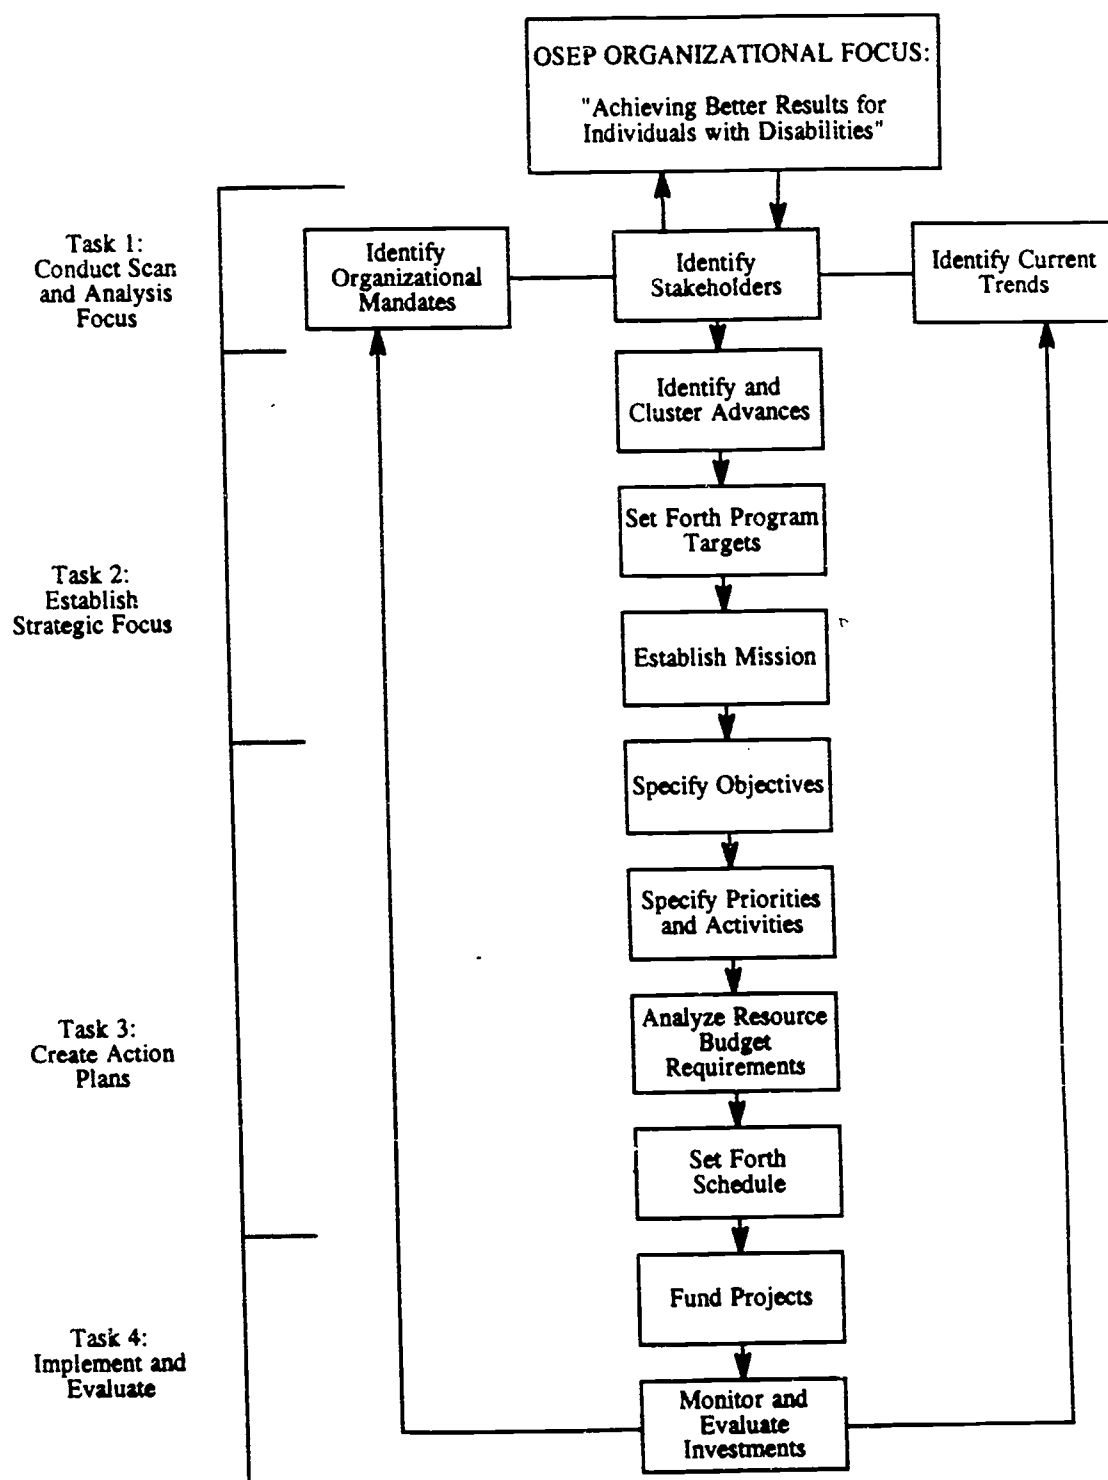 OSEP ORGANIZATIONAL FOCUS:
"Achieving Better Results for
Individuals with Disabilities"
Task 1:
Conduct Scan
and Analysis
Focus
Identify
Organizational
Mandates
Identify
Stakeholders
Identify Current
Trends
Identify and
Cluster Advances
Set Forth Program
Targets
Task 2:
Establish
Strategic Focus
Establish Mission
Specify Objectives
Specify Priorities
and Activities
Task 3:
Create Action
Plans
Analyze Resource
Budget
Requirements
Set Forth
Schedule
Fund Projects
Task 4:
Implement and
Evaluate
Monitor and
Evaluate
Investments